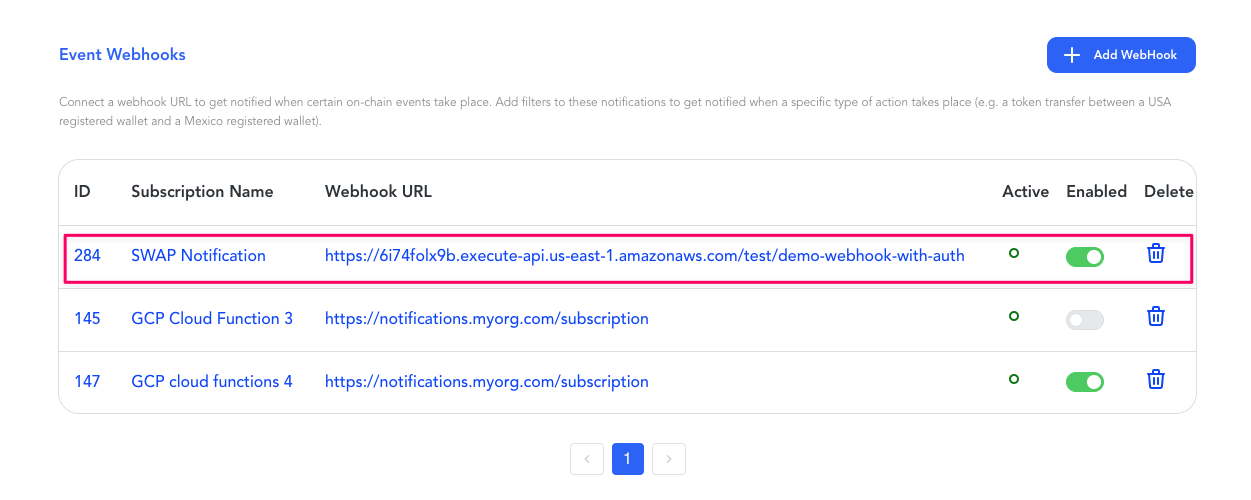 Event Webhooks
Add WebHook
Connect a webhook URL to get notified when certain on-chain events take place. Add filters to these notifications to get notified when a specific type of action takes place (e.g. a token transfer between a USA
registered wallet and a Mexico registered wallet).
ID Subscription Name Webhook URL Active Enabled Delete
284 SWAP Notification https://6i74folx9b.execute-api.us-east-1.amazonaws.com/test/demo-webhook-with-auth
145 GCP Cloud Function 3 https://notifications.myorg.com/subscription
147 GCP cloud functions 4 https://notifications.myorg.com/subscription
1